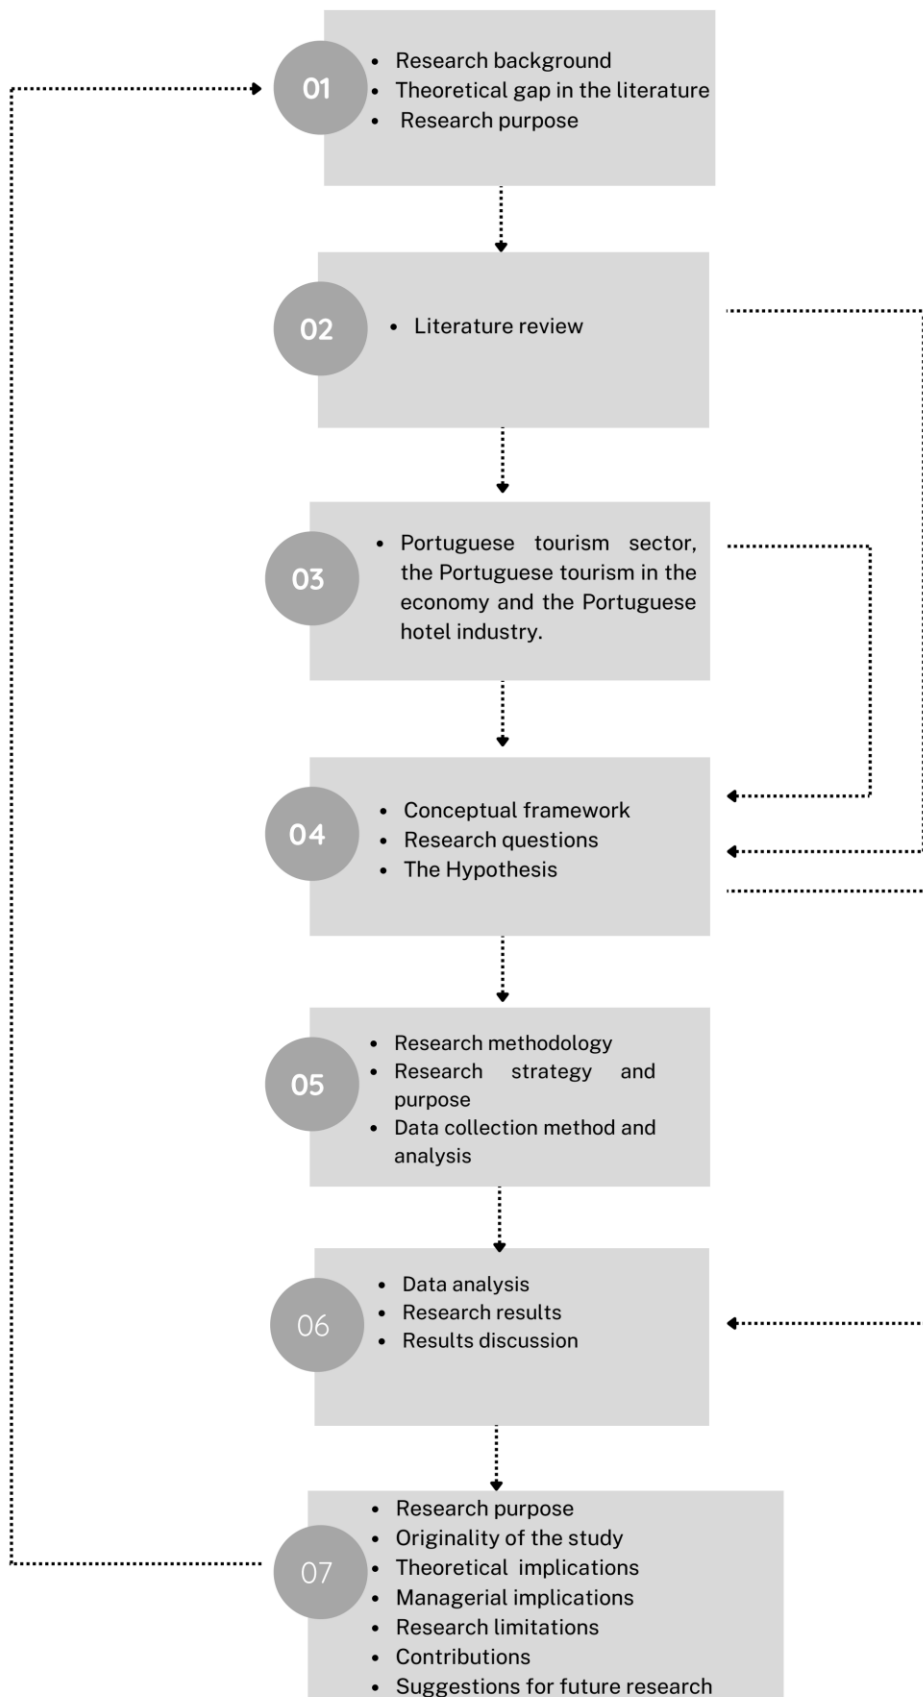 01
• Research background
• Theoretical gap in the literature
• Research purpose
02
• Literature review
03
• Portuguese tourism sector,
the Portuguese tourism in the
economy and the Portuguese
hotel industry.
04
• Conceptual framework
• Research questions
• The Hypothesis
05
• Research methodology
• Research strategy and
purpose
• Data collection method and
analysis
06
• Data analysis
• Research results
• Results discussion
07
• Research purpose
• Originality of the study
• Theoretical implications
• Managerial implications
• Research limitations
• Contributions
• Suggestions for future research